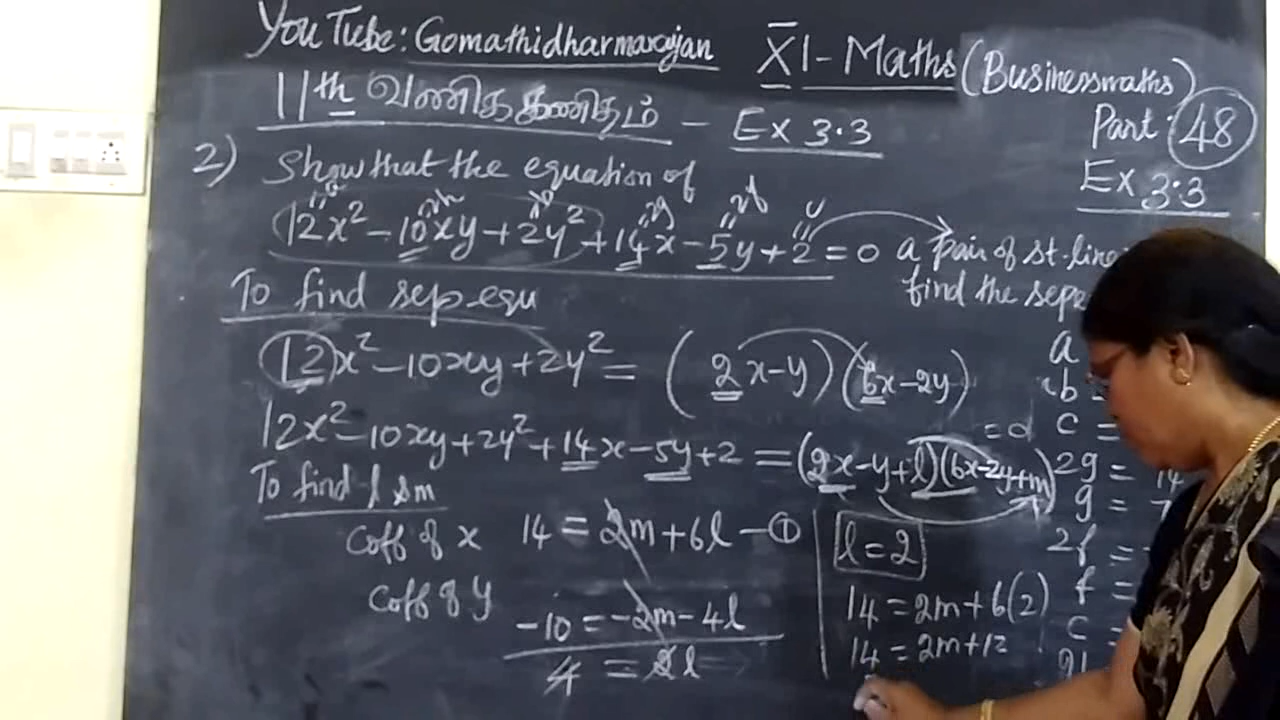 YouTube: Gomathidharmarajan XI-Maths (Businessmaths)
11th வணிக கணிதம் - Ex 3.3
Part: 48
Ex 3.3
2) Show that the equation of
12x² - 10xy + 2y² + 14x - 5y + 2 = 0 a pair of st-line
find the sepe
To find sep-equ
12x² - 10xy + 2y² = (2x-y)(6x-2y)
12x² - 10xy + 2y² + 14x - 5y + 2 = (2x-y+l)(6x-2y+m)
To find l & m
Coff of x 14 = 2m + 6l - ①
Coff of y
-10 = -2m - 4l
4 = 2l
l = 2
14 = 2m + 6(2)
14 = 2m + 12
a
b =
c =
2g = 14
g = 7
2f = -
f =
c =